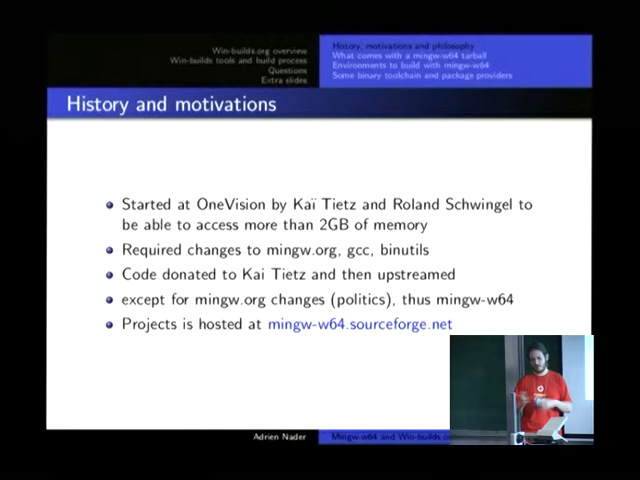 Win-builds.org overview
Win-builds tools and build process
Questions
Extra slides
History, motivations and philosophy
What comes with a mingw-w64 tarball
Environments to build with mingw-w64
Some binary toolchain and package providers
History and motivations
Started at OneVision by Kaï Tietz and Roland Schwingel to
be able to access more than 2GB of memory
Required changes to mingw.org, gcc, binutils
Code donated to Kai Tietz and then upstreamed
except for mingw.org changes (politics), thus mingw-w64
Projects is hosted at mingw-w64.sourceforge.net
Adrien Nader
Mingw-w64 and Win-builds.o